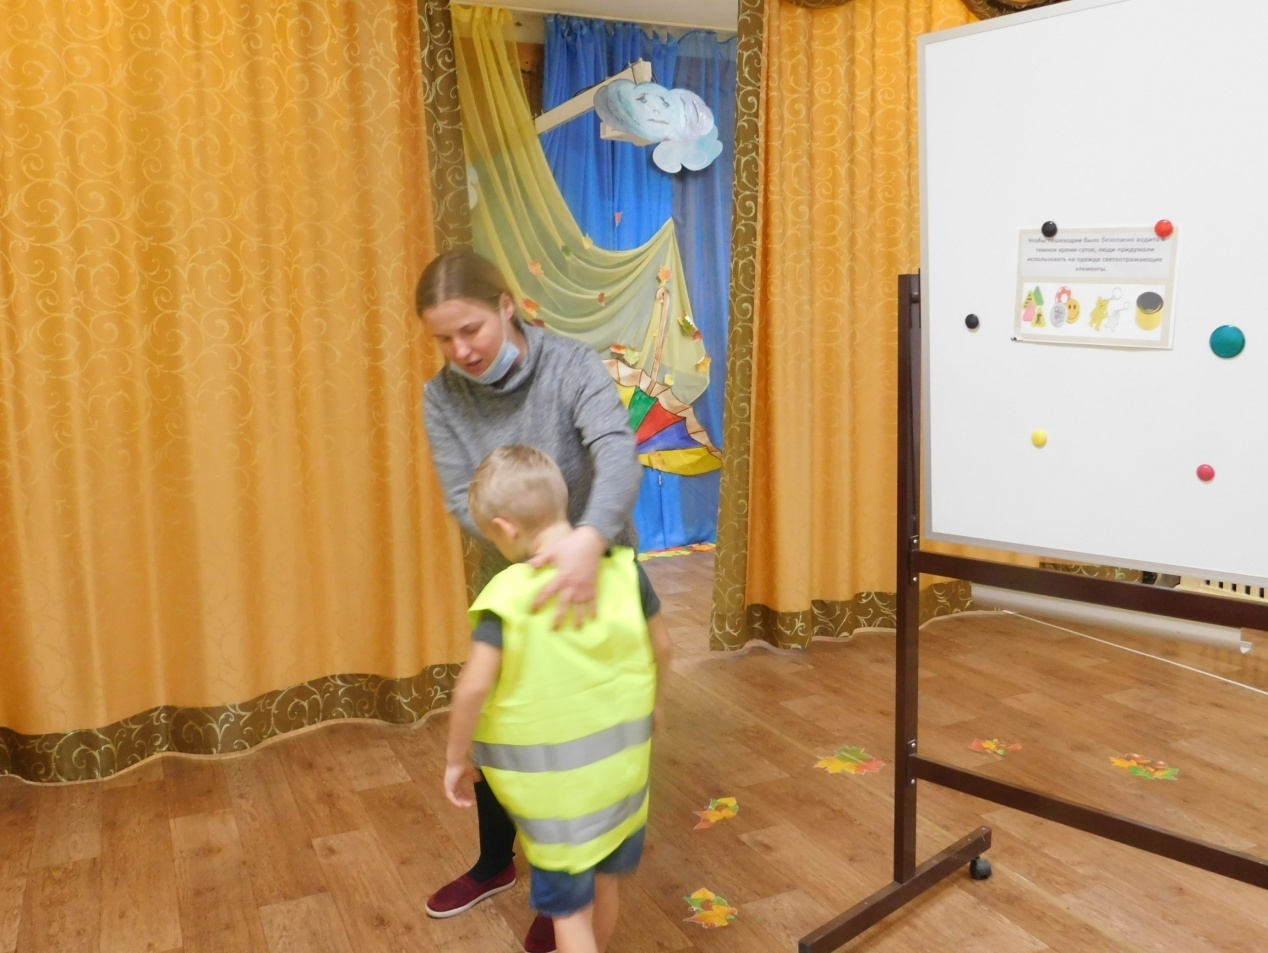 Чтобы пешеходам было безопасно ходить в
темное время суток, люди придумали
использовать на одежде светоотражающие
элементы.